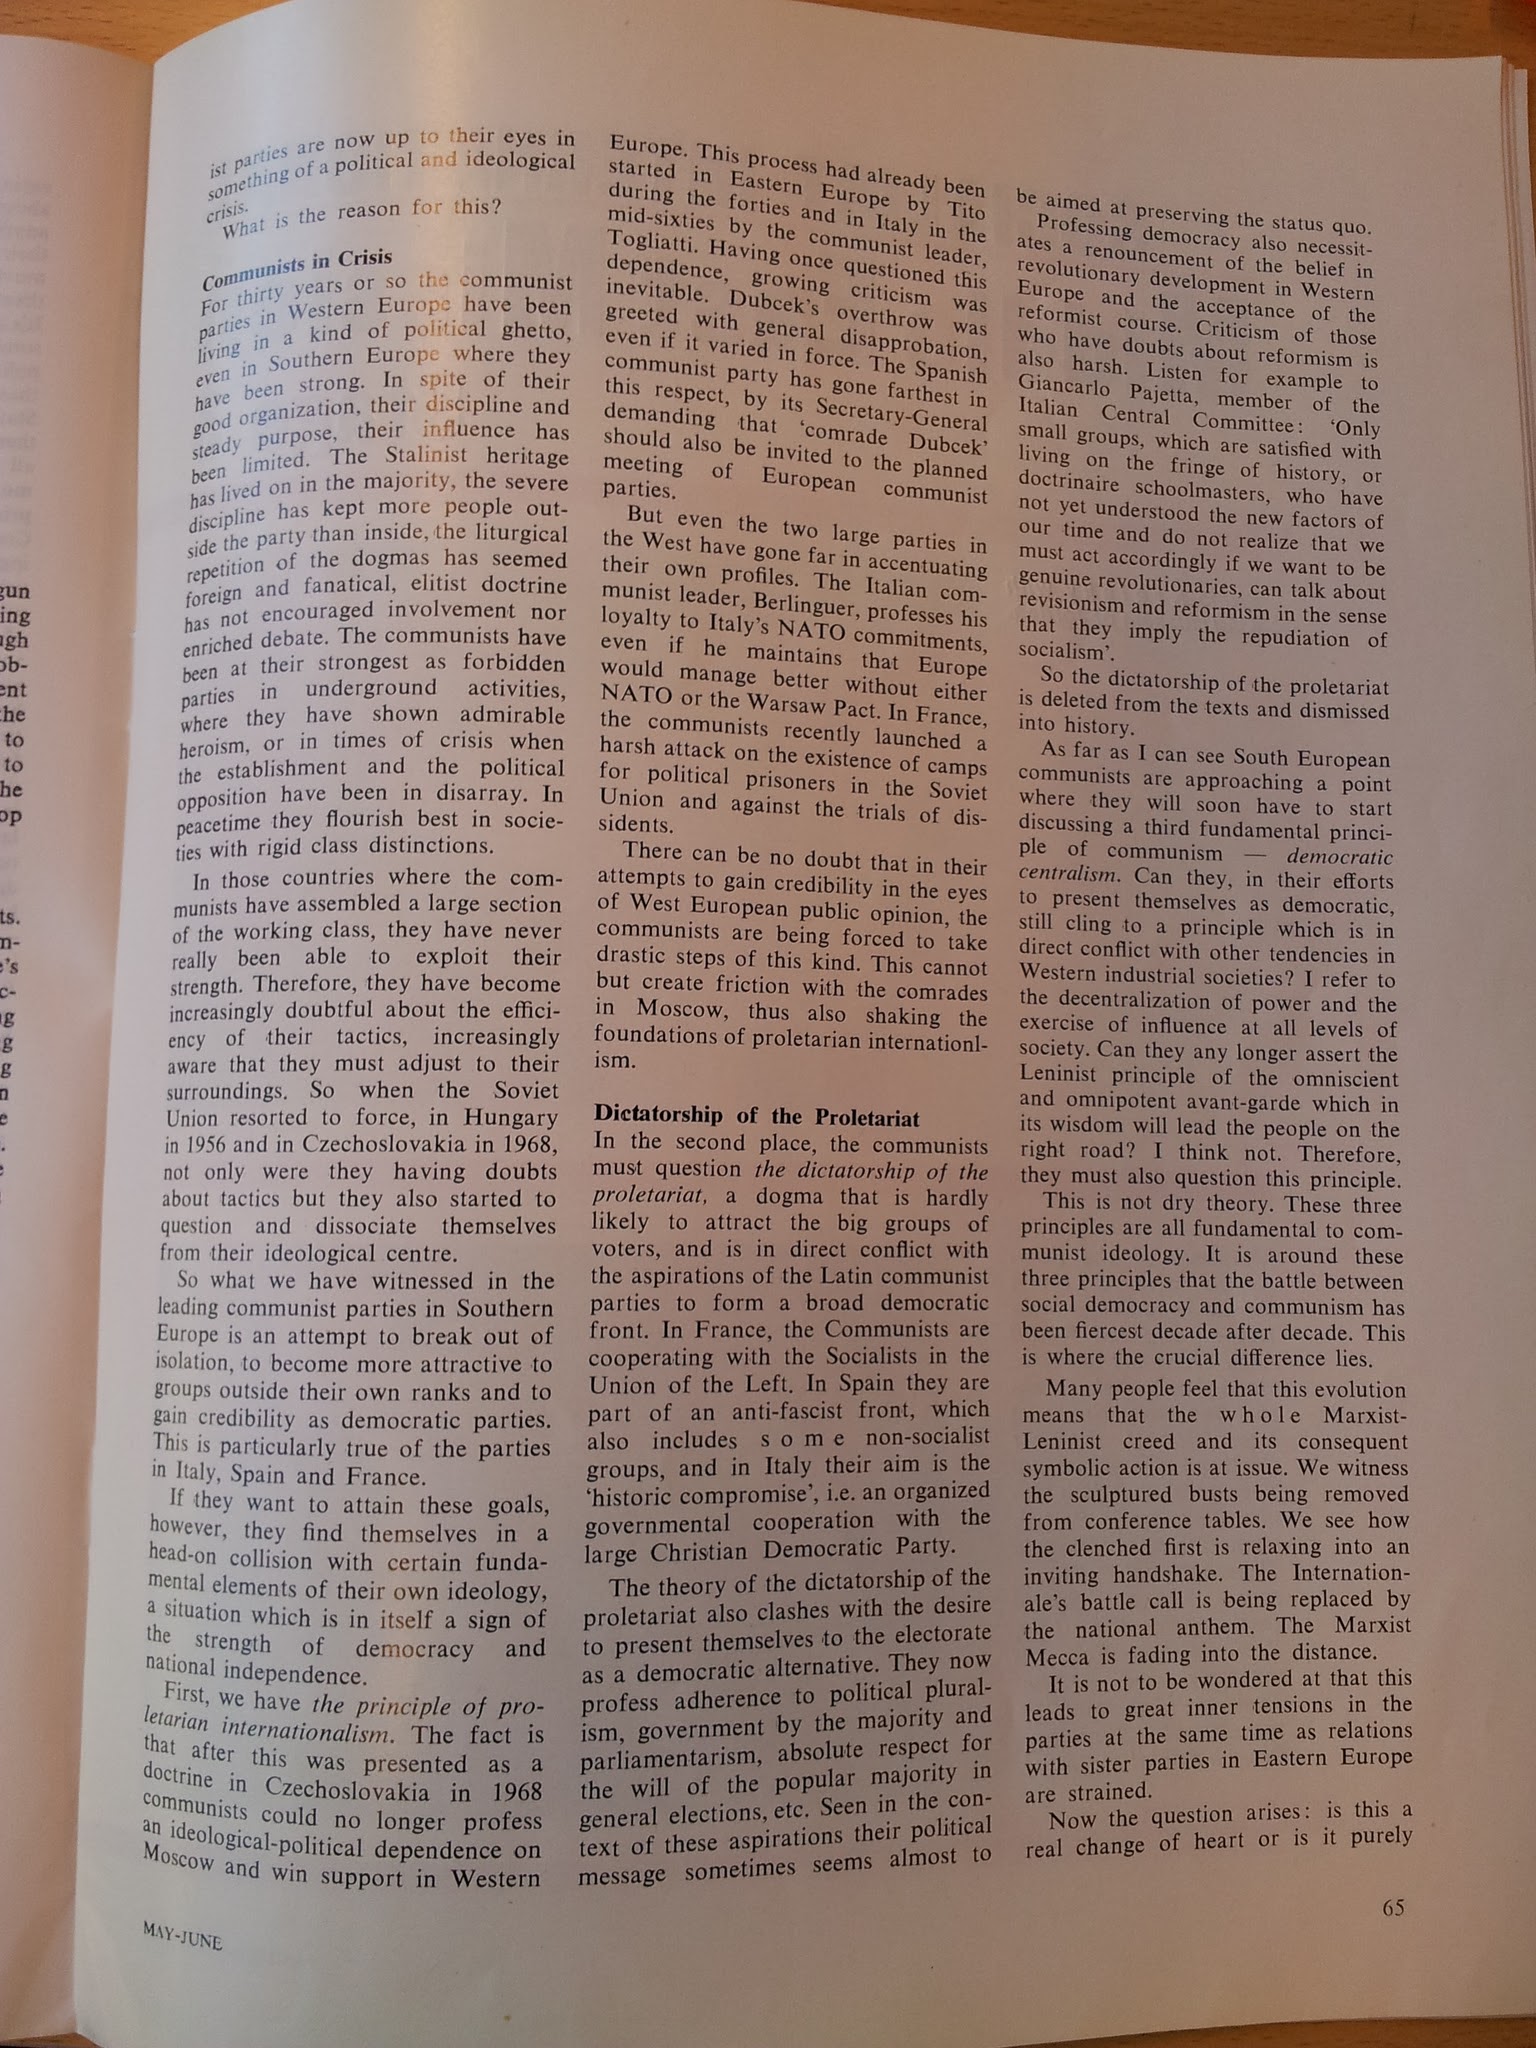 gun
ing
ugh
ob-
ent
the
to
to
he
op
ts.
n-
e's
c-
g
g
g
n
e
ist parties are now up to their eyes in
something of a political and ideological
crisis.
What is the reason for this?
Communists in Crisis
For thirty years or so the communist
parties in Western Europe have been
living in a kind of political ghetto,
even in Southern Europe where they
have been strong. In spite of their
good organization, their discipline and
steady purpose, their influence has
been limited. The Stalinist heritage
has lived on in the majority, the severe
discipline has kept more people out-
side the party than inside, the liturgical
repetition of the dogmas has seemed
foreign and fanatical, elitist doctrine
has not encouraged involvement nor
enriched debate. The communists have
been at their strongest as forbidden
parties in underground activities,
where they have shown admirable
heroism, or in times of crisis when
the establishment and the political
opposition have been in disarray. In
peacetime they flourish best in socie-
ties with rigid class distinctions.
In those countries where the com-
munists have assembled a large section
of the working class, they have never
really been able to exploit their
strength. Therefore, they have become
increasingly doubtful about the effici-
ency of their tactics, increasingly
aware that they must adjust to their
surroundings. So when the Soviet
Union resorted to force, in Hungary
in 1956 and in Czechoslovakia in 1968,
not only were they having doubts
about tactics but they also started to
question and dissociate themselves
from their ideological centre.
So what we have witnessed in the
leading communist parties in Southern
Europe is an attempt to break out of
isolation, to become more attractive to
groups outside their own ranks and to
gain credibility as democratic parties.
This is particularly true of the parties
in Italy, Spain and France.
If they want to attain these goals,
however, they find themselves in a
head-on collision with certain funda-
mental elements of their own ideology,
a situation which is in itself a sign of
the strength of democracy and
national independence.
First, we have the principle of pro-
letarian internationalism. The fact is
that after this was presented as a
doctrine in Czechoslovakia in 1968
communists could no longer profess
an ideological-political dependence on
Moscow and win support in Western
Europe. This process had already been
started in Eastern Europe by Tito
during the forties and in Italy in the
mid-sixties by the communist leader,
Togliatti. Having once questioned this
dependence, growing criticism was
inevitable. Dubcek's overthrow was
greeted with general disapprobation,
even if it varied in force. The Spanish
communist party has gone farthest in
this respect, by its Secretary-General
demanding that 'comrade Dubcek'
should also be invited to the planned
meeting of European communist
parties.
But even the two large parties in
the West have gone far in accentuating
their own profiles. The Italian com-
munist leader, Berlinguer, professes his
loyalty to Italy's NATO commitments,
even if he maintains that Europe
would manage better without either
NATO or the Warsaw Pact. In France,
the communists recently launched a
harsh attack on the existence of camps
for political prisoners in the Soviet
Union and against the trials of dis-
sidents.
There can be no doubt that in their
attempts to gain credibility in the eyes
of West European public opinion, the
communists are being forced to take
drastic steps of this kind. This cannot
but create friction with the comrades
in Moscow, thus also shaking the
foundations of proletarian internationl-
ism.
Dictatorship of the Proletariat
In the second place, the communists
must question the dictatorship of the
proletariat, a dogma that is hardly
likely to attract the big groups of
voters, and is in direct conflict with
the aspirations of the Latin communist
parties to form a broad democratic
front. In France, the Communists are
cooperating with the Socialists in the
Union of the Left. In Spain they are
part of an anti-fascist front, which
also includes some non-socialist
groups, and in Italy their aim is the
'historic compromise', i.e. an organized
governmental cooperation with the
large Christian Democratic Party.
The theory of the dictatorship of the
proletariat also clashes with the desire
to present themselves to the electorate
as a democratic alternative. They now
profess adherence to political plural-
ism, government by the majority and
parliamentarism, absolute respect for
the will of the popular majority in
general elections, etc. Seen in the con-
text of these aspirations their political
message sometimes seems almost to
be aimed at preserving the status quo.
Professing democracy also necessit-
ates a renouncement of the belief in
revolutionary development in Western
Europe and the acceptance of the
reformist course. Criticism of those
who have doubts about reformism is
also harsh. Listen for example to
Giancarlo Pajetta, member of the
Italian Central Committee: 'Only
small groups, which are satisfied with
living on the fringe of history, or
doctrinaire schoolmasters, who have
not yet understood the new factors of
our time and do not realize that we
must act accordingly if we want to be
genuine revolutionaries, can talk about
revisionism and reformism in the sense
that they imply the repudiation of
socialism'.
So the dictatorship of the proletariat
is deleted from the texts and dismissed
into history.
As far as I can see South European
communists are approaching a point
where they will soon have to start
discussing a third fundamental princi-
ple of communism — democratic
centralism. Can they, in their efforts
to present themselves as democratic,
still cling to a principle which is in
direct conflict with other tendencies in
Western industrial societies? I refer to
the decentralization of power and the
exercise of influence at all levels of
society. Can they any longer assert the
Leninist principle of the omniscient
and omnipotent avant-garde which in
its wisdom will lead the people on the
right road? I think not. Therefore,
they must also question this principle.
This is not dry theory. These three
principles are all fundamental to com-
munist ideology. It is around these
three principles that the battle between
social democracy and communism has
been fiercest decade after decade. This
is where the crucial difference lies.
Many people feel that this evolution
means that the whole Marxist-
Leninist creed and its consequent
symbolic action is at issue. We witness
the sculptured busts being removed
from conference tables. We see how
the clenched first is relaxing into an
inviting handshake. The Internation-
ale's battle call is being replaced by
the national anthem. The Marxist
Mecca is fading into the distance.
It is not to be wondered at that this
leads to great inner tensions in the
parties at the same time as relations
with sister parties in Eastern Europe
are strained.
Now the question arises: is this a
real change of heart or is it purely
MAY-JUNE
65